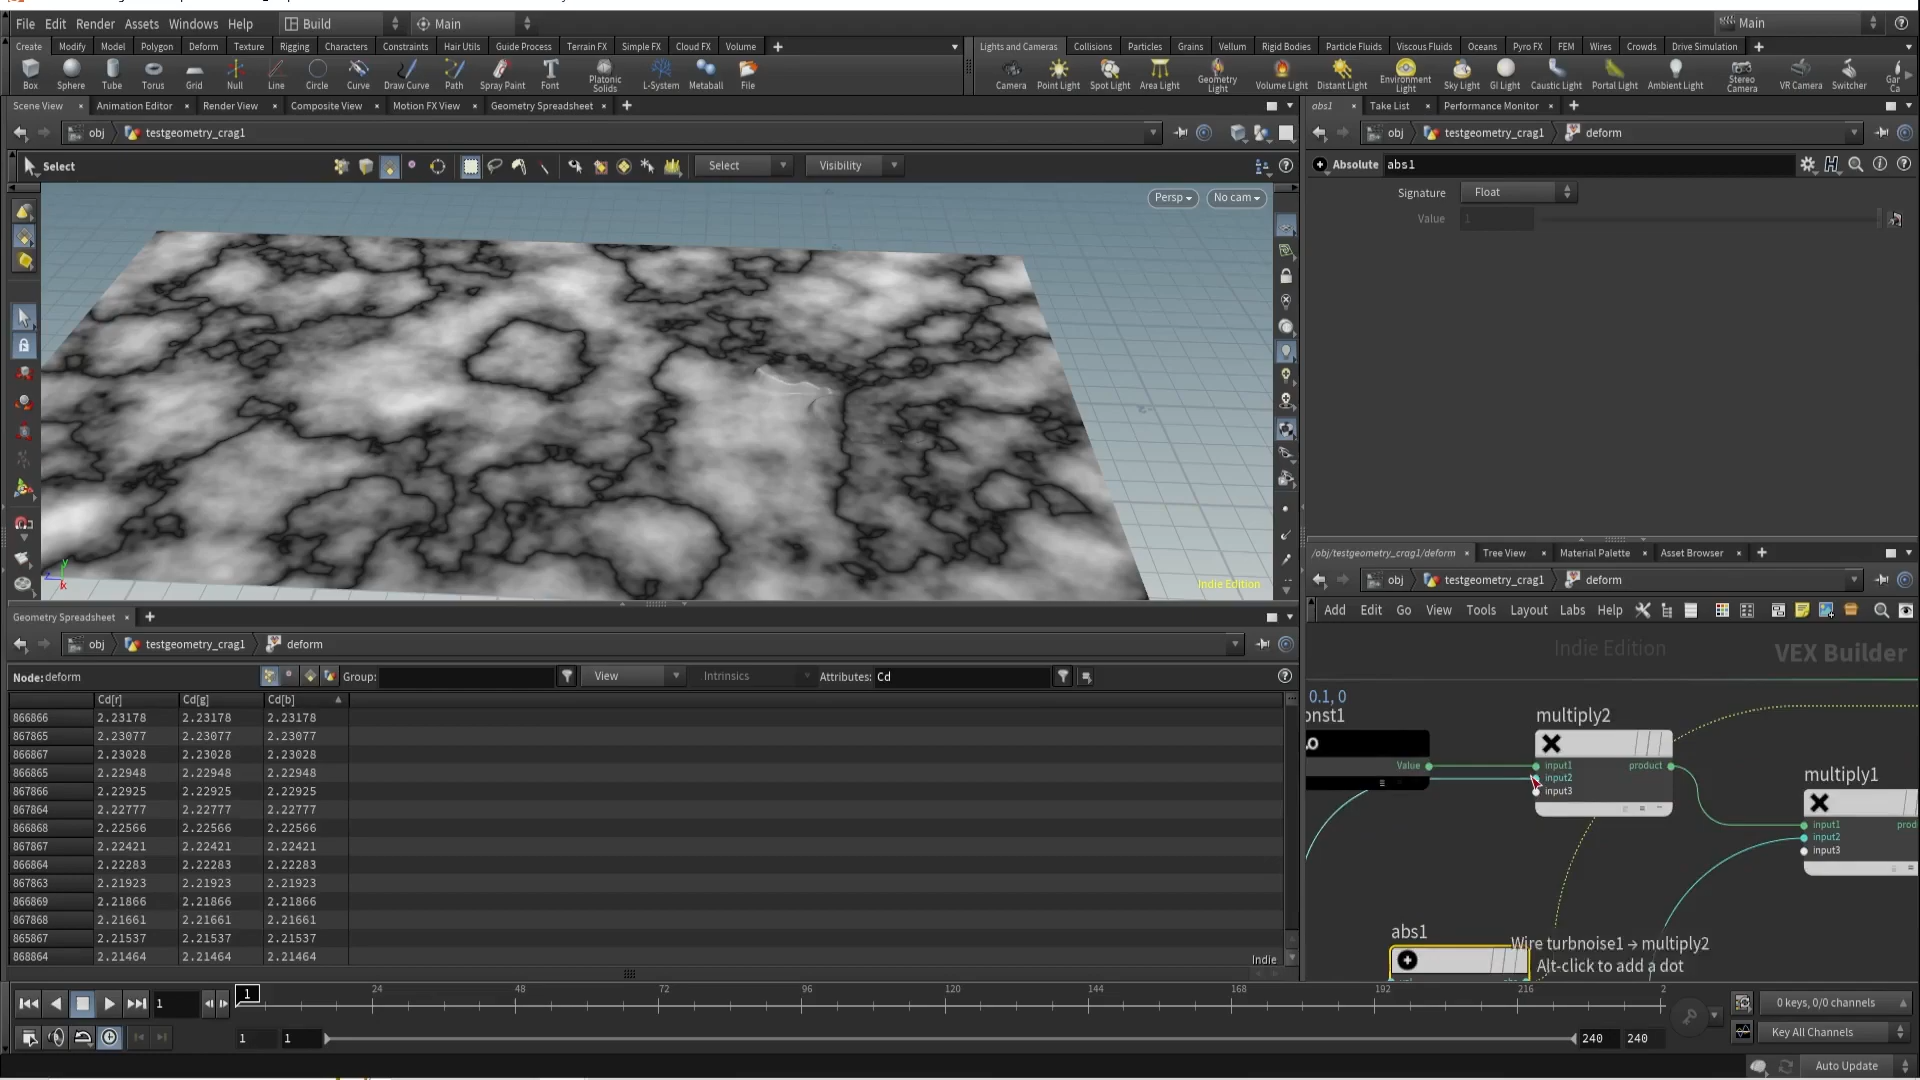 File Edit Render Assets Windows Help Build Main Main
Create Modify Model Polygon Deform Texture Rigging Characters Constraints Hair Utils Guide Process Terrain FX Simple FX Cloud FX Volume
Lights and Cameras Collisions Particles Grains Vellum Rigid Bodies Particle Fluids Viscous Fluids Oceans Pyro FX FEM Wires Crowds Drive Simulation
Box Sphere Tube Torus Grid Null Line Circle Curve Draw Curve Path Spray Paint Font Platonic Solids L-System Metaball File
Camera Point Light Spot Light Area Light Geometry Light Volume Light Distant Light Environment Light Sky Light GI Light Caustic Light Portal Light Ambient Light Stereo Camera VR Camera Switcher
Scene View Animation Editor Render View Composite View Motion FX View Geometry Spreadsheet
abs1 Take List Performance Monitor
obj testgeometry_crag1
obj testgeometry_crag1 deform
Select Select Visibility
Absolute abs1
Signature Float
Value 1
Persp No cam
Indie Edition
/obj/testgeometry_crag1/deform Tree View Material Palette Asset Browser
obj testgeometry_crag1 deform
Add Edit Go View Tools Layout Labs Help
Indie Edition VEX Builder
0.1, 0
onst1
Value
multiply2
input1 product
input2
input3
multiply1
input1 prod
input2
input3
abs1
Wire turbnoise1 → multiply2
Alt-click to add a dot
Geometry Spreadsheet
obj testgeometry_crag1 deform
Node: deform Group: View Intrinsics Attributes: Cd
Cd[r] Cd[g] Cd[b]
866866 2.23178 2.23178 2.23178
867865 2.23077 2.23077 2.23077
866867 2.23028 2.23028 2.23028
866865 2.22948 2.22948 2.22948
867866 2.22925 2.22925 2.22925
867864 2.22777 2.22777 2.22777
866868 2.22566 2.22566 2.22566
867867 2.22421 2.22421 2.22421
866864 2.22283 2.22283 2.22283
867863 2.21923 2.21923 2.21923
866869 2.21866 2.21866 2.21866
867868 2.21661 2.21661 2.21661
865867 2.21537 2.21537 2.21537
868864 2.21464 2.21464 2.21464
Indie
1 1 24 48 72 96 120 144 168 192 216 2
0 keys, 0/0 channels
1 1 240 240
Key All Channels
Auto Update